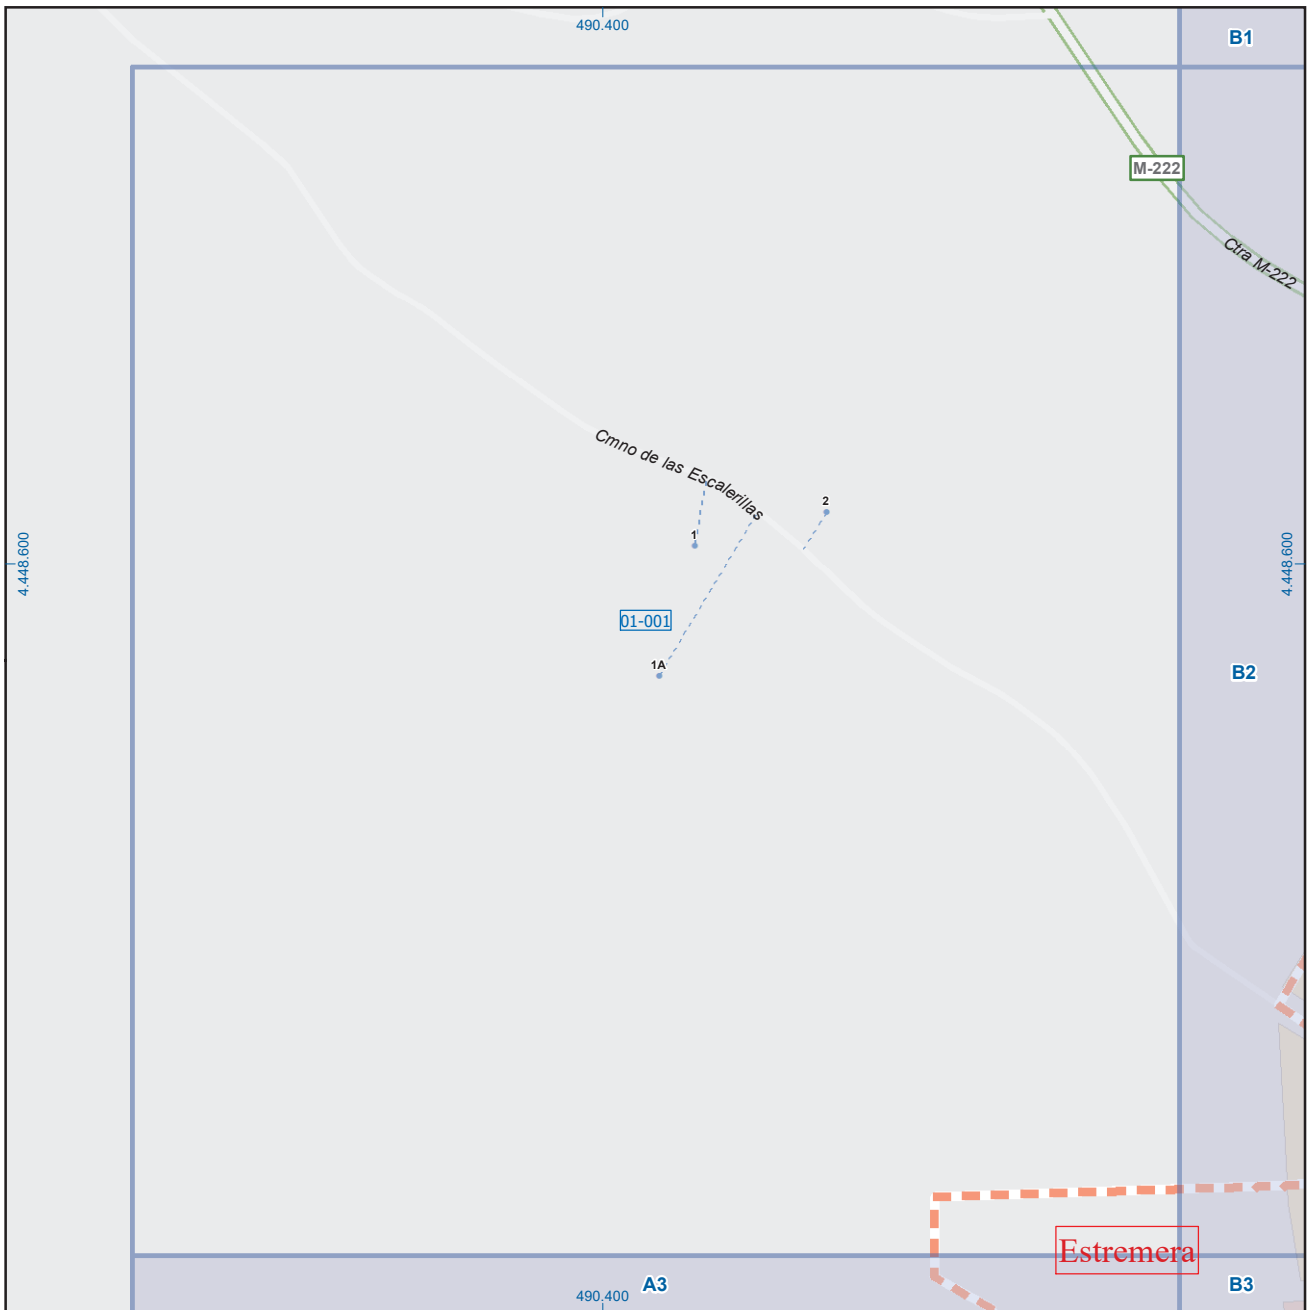 490.400
B1
M-222
Ctra M-222
Cmno de las Escalerillas
2
1
4.448.600
4.448.600
01-001
1A
B2
Estremera
A3
B3
490.400